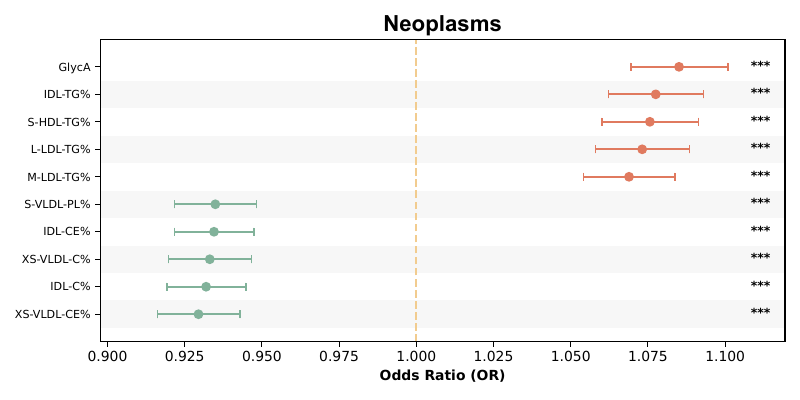 Neoplasms
GlycA ***
IDL-TG% ***
S-HDL-TG% ***
L-LDL-TG% ***
M-LDL-TG% ***
S-VLDL-PL% ***
IDL-CE% ***
XS-VLDL-C% ***
IDL-C% ***
XS-VLDL-CE% ***
0.900 0.925 0.950 0.975 1.000 1.025 1.050 1.075 1.100
Odds Ratio (OR)